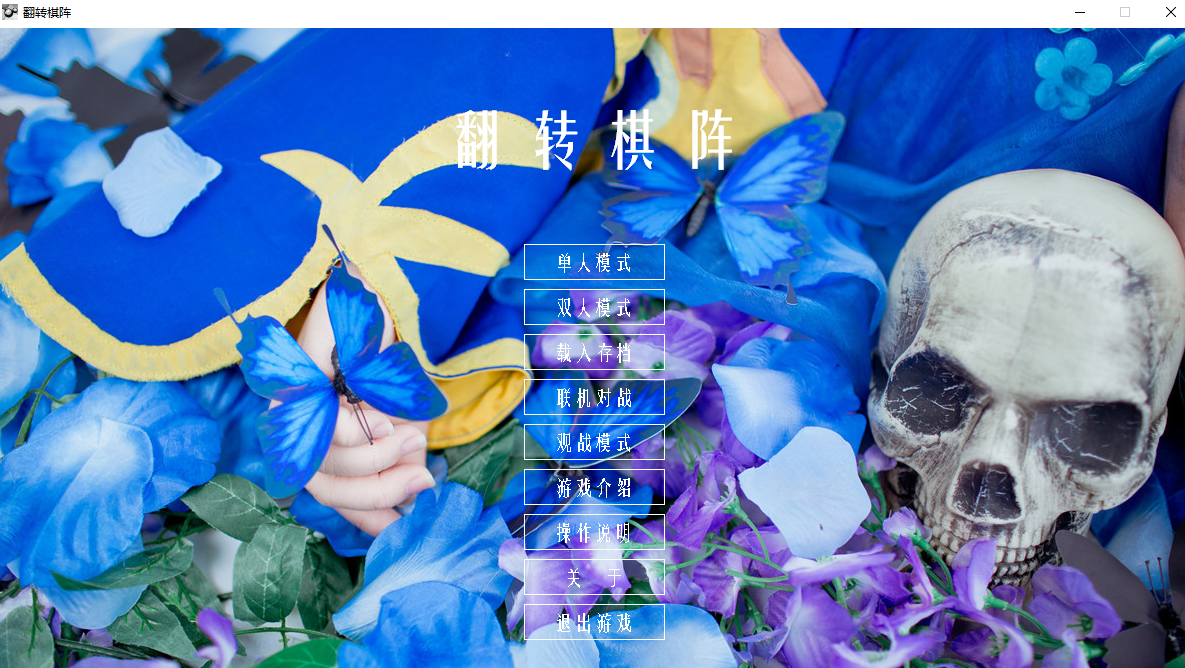 翻转棋阵
翻转棋阵
单人模式
双人模式
载入存档
联机对战
观战模式
游戏介绍
操作说明
关于
退出游戏